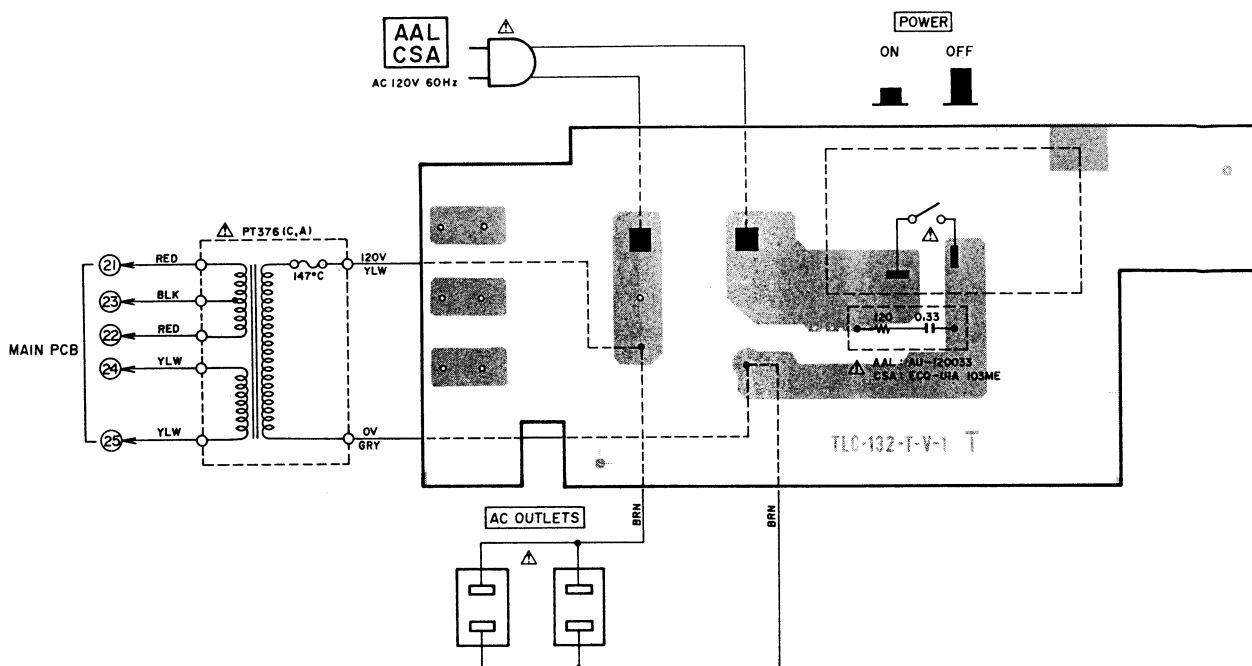 AAL
CSA
AC 120V 60Hz
POWER
ON OFF
PT376 (C,A)
21 RED
147°C
120V
YLW
23 BLK
22 RED
MAIN PCB
24 YLW
25 YLW
0V
GRY
120 0.33
AAL : AU-120033
CSA : ECQ-U1A 103ME
TLC-132-T-V-1 T
BRN
BRN
AC OUTLETS